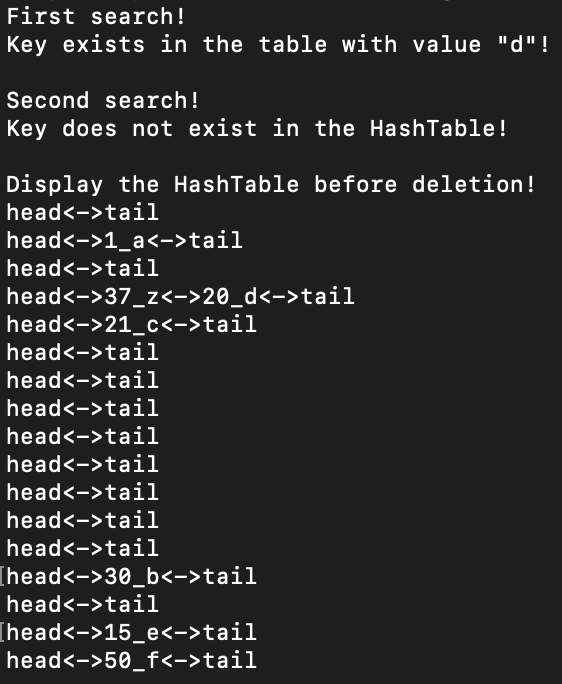 First search!
Key exists in the table with value "d"!
Second search!
Key does not exist in the HashTable!
Display the HashTable before deletion!
head<->tail
head<->1_a<->tail
head<->tail
head<->37_z<->20_d<->tail
head<->21_c<->tail
head<->tail
head<->tail
head<->tail
head<->tail
head<->tail
head<->tail
head<->tail
head<->tail
[head<->30_b<->tail
head<->tail
[head<->15_e<->tail
head<->50_f<->tail